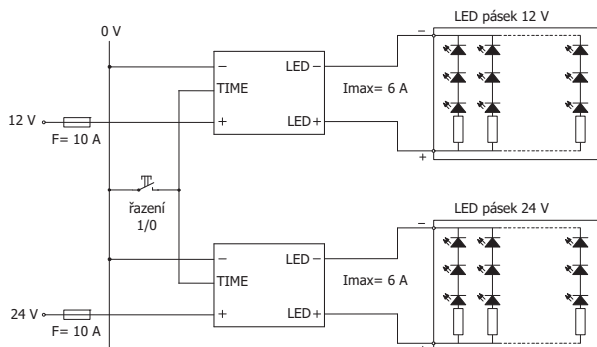 0 V
LED pásek 12 V
−
− LED −
TIME Imax= 6 A
12 V + LED+
F= 10 A
+
řazení
1/0
LED pásek 24 V
−
− LED −
TIME Imax= 6 A
24 V + LED+
F= 10 A
+